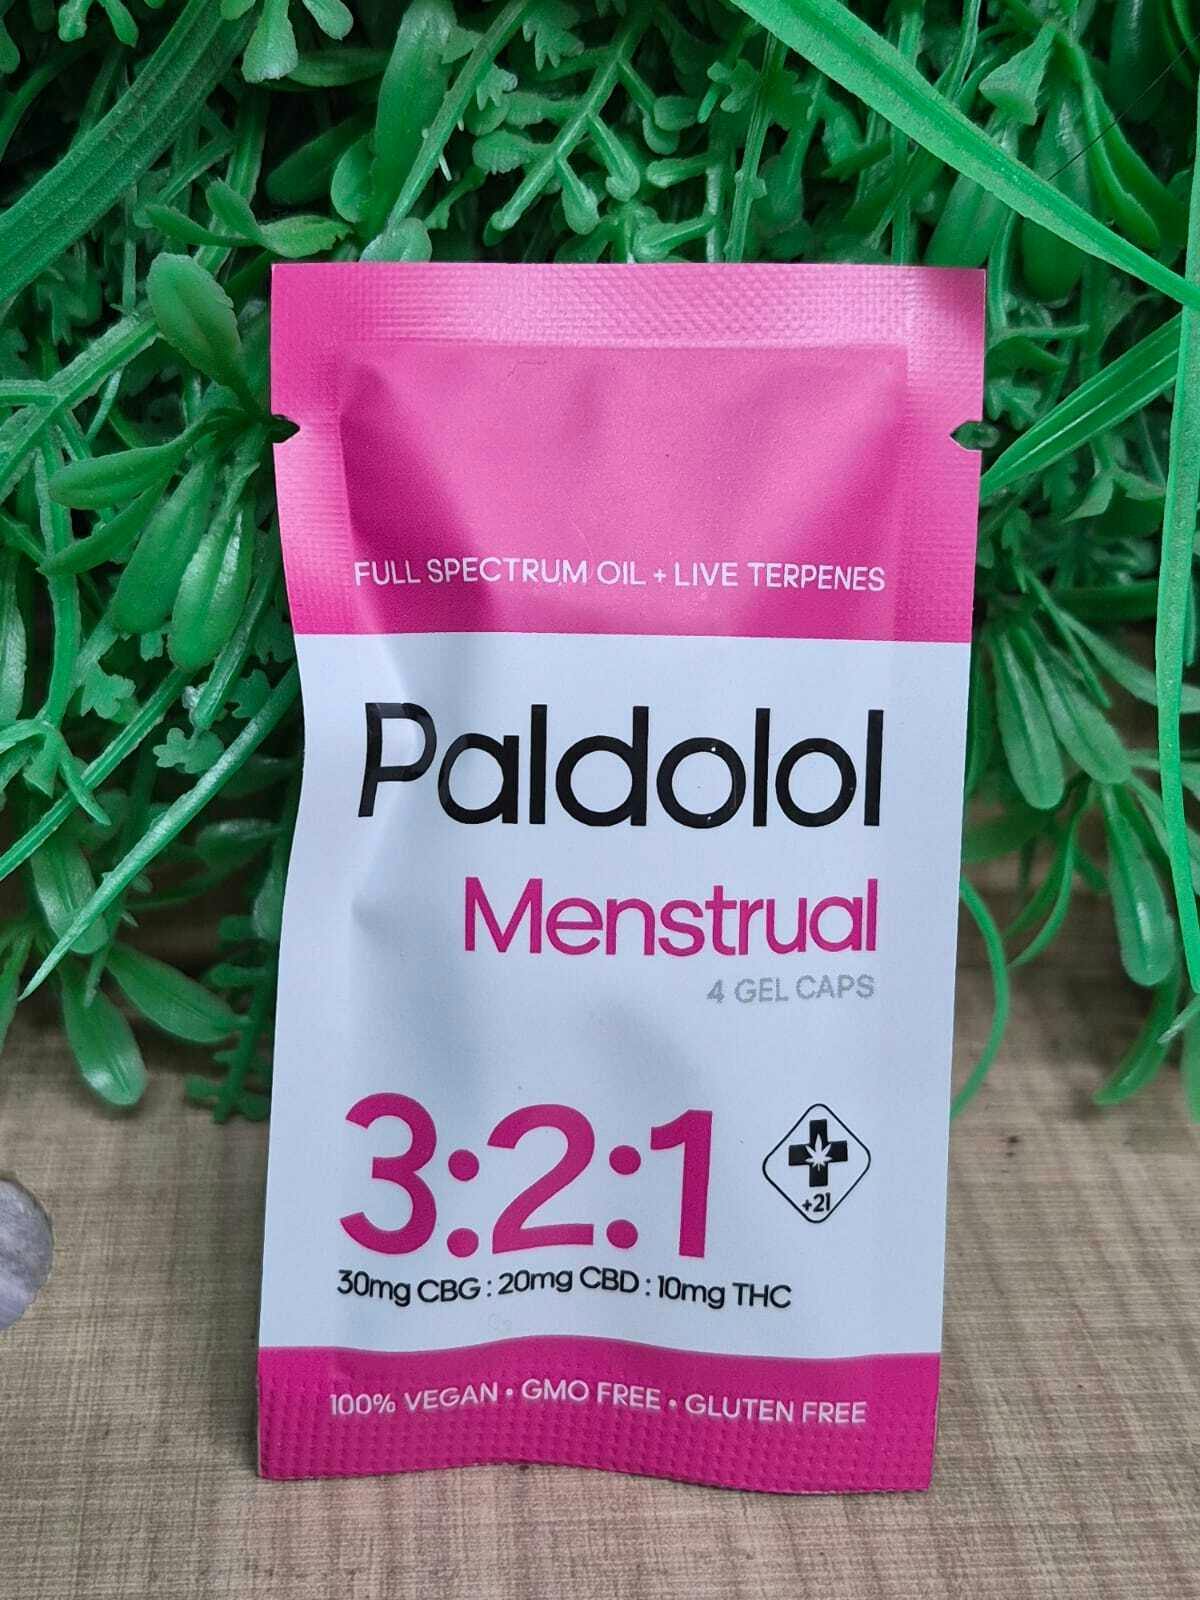 FULL SPECTRUM OIL + LIVE TERPENES
Paldolol
Menstrual
4 GEL CAPS
3:2:1
+21
30mg CBG : 20mg CBD : 10mg THC
100% VEGAN • GMO FREE • GLUTEN FREE